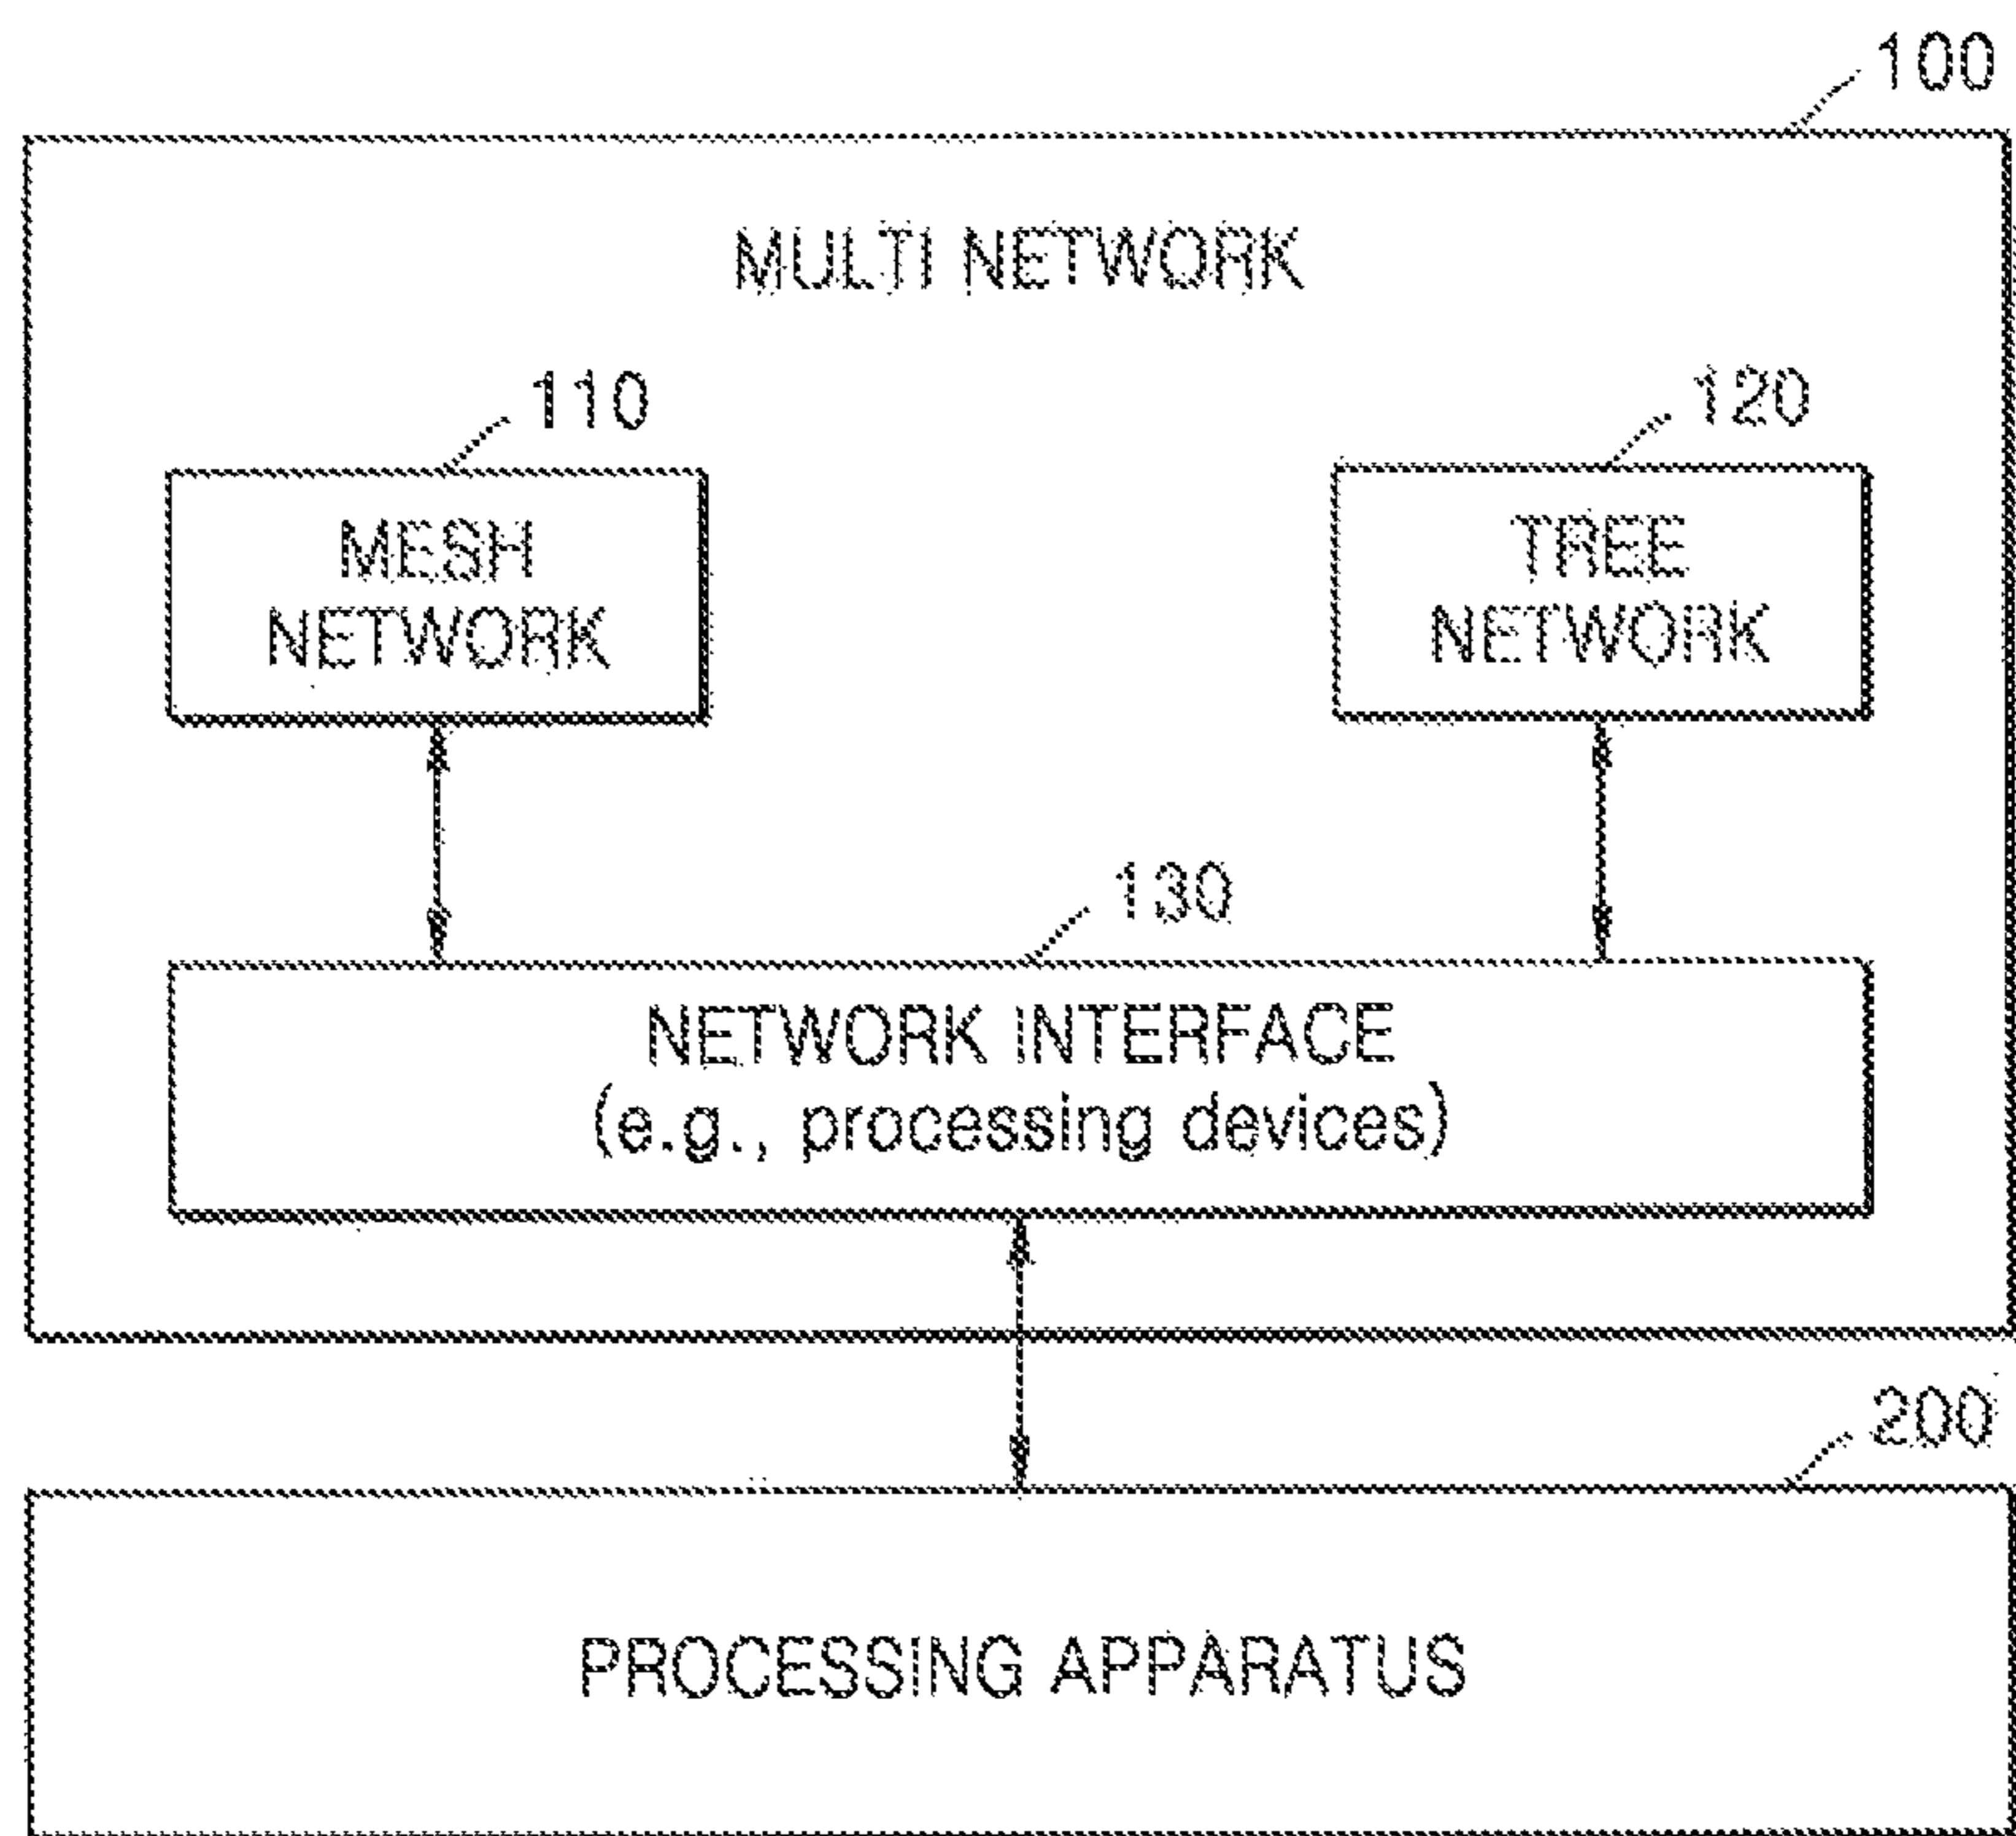 100
MULTI NETWORK
110
120
MESH
NETWORK
TREE
NETWORK
130
NETWORK INTERFACE
(e.g., processing devices)
200
PROCESSING APPARATUS